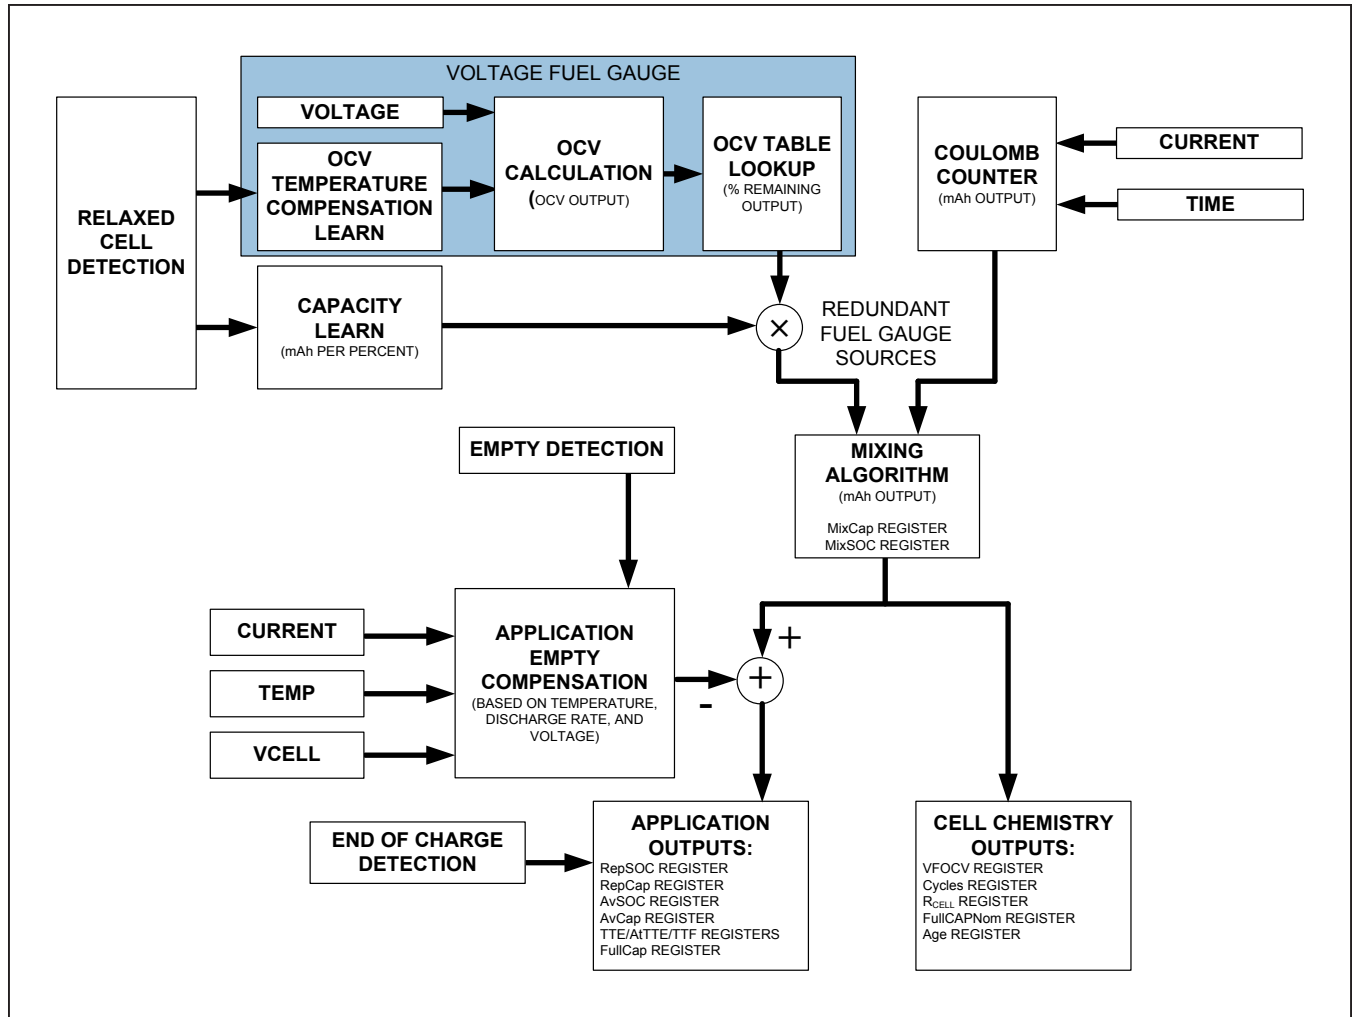 VOLTAGE FUEL GAUGE
VOLTAGE
OCV
TEMPERATURE
COMPENSATION
LEARN
OCV
CALCULATION
(OCV OUTPUT)
OCV TABLE
LOOKUP
(% REMAINING
OUTPUT)
COULOMB
COUNTER
(mAh OUTPUT)
CURRENT
TIME
RELAXED
CELL
DETECTION
CAPACITY
LEARN
(mAh PER PERCENT)
×
REDUNDANT
FUEL GAUGE
SOURCES
EMPTY DETECTION
MIXING
ALGORITHM
(mAh OUTPUT)
MixCap REGISTER
MixSOC REGISTER
CURRENT
TEMP
VCELL
APPLICATION
EMPTY
COMPENSATION
(BASED ON TEMPERATURE,
DISCHARGE RATE, AND
VOLTAGE)
+
+
-
END OF CHARGE
DETECTION
APPLICATION
OUTPUTS:
RepSOC REGISTER
RepCap REGISTER
AvSOC REGISTER
AvCap REGISTER
TTE/AtTTE/TTF REGISTERS
FullCap REGISTER
CELL CHEMISTRY
OUTPUTS:
VFOCV REGISTER
Cycles REGISTER
RCELL REGISTER
FullCAPNom REGISTER
Age REGISTER